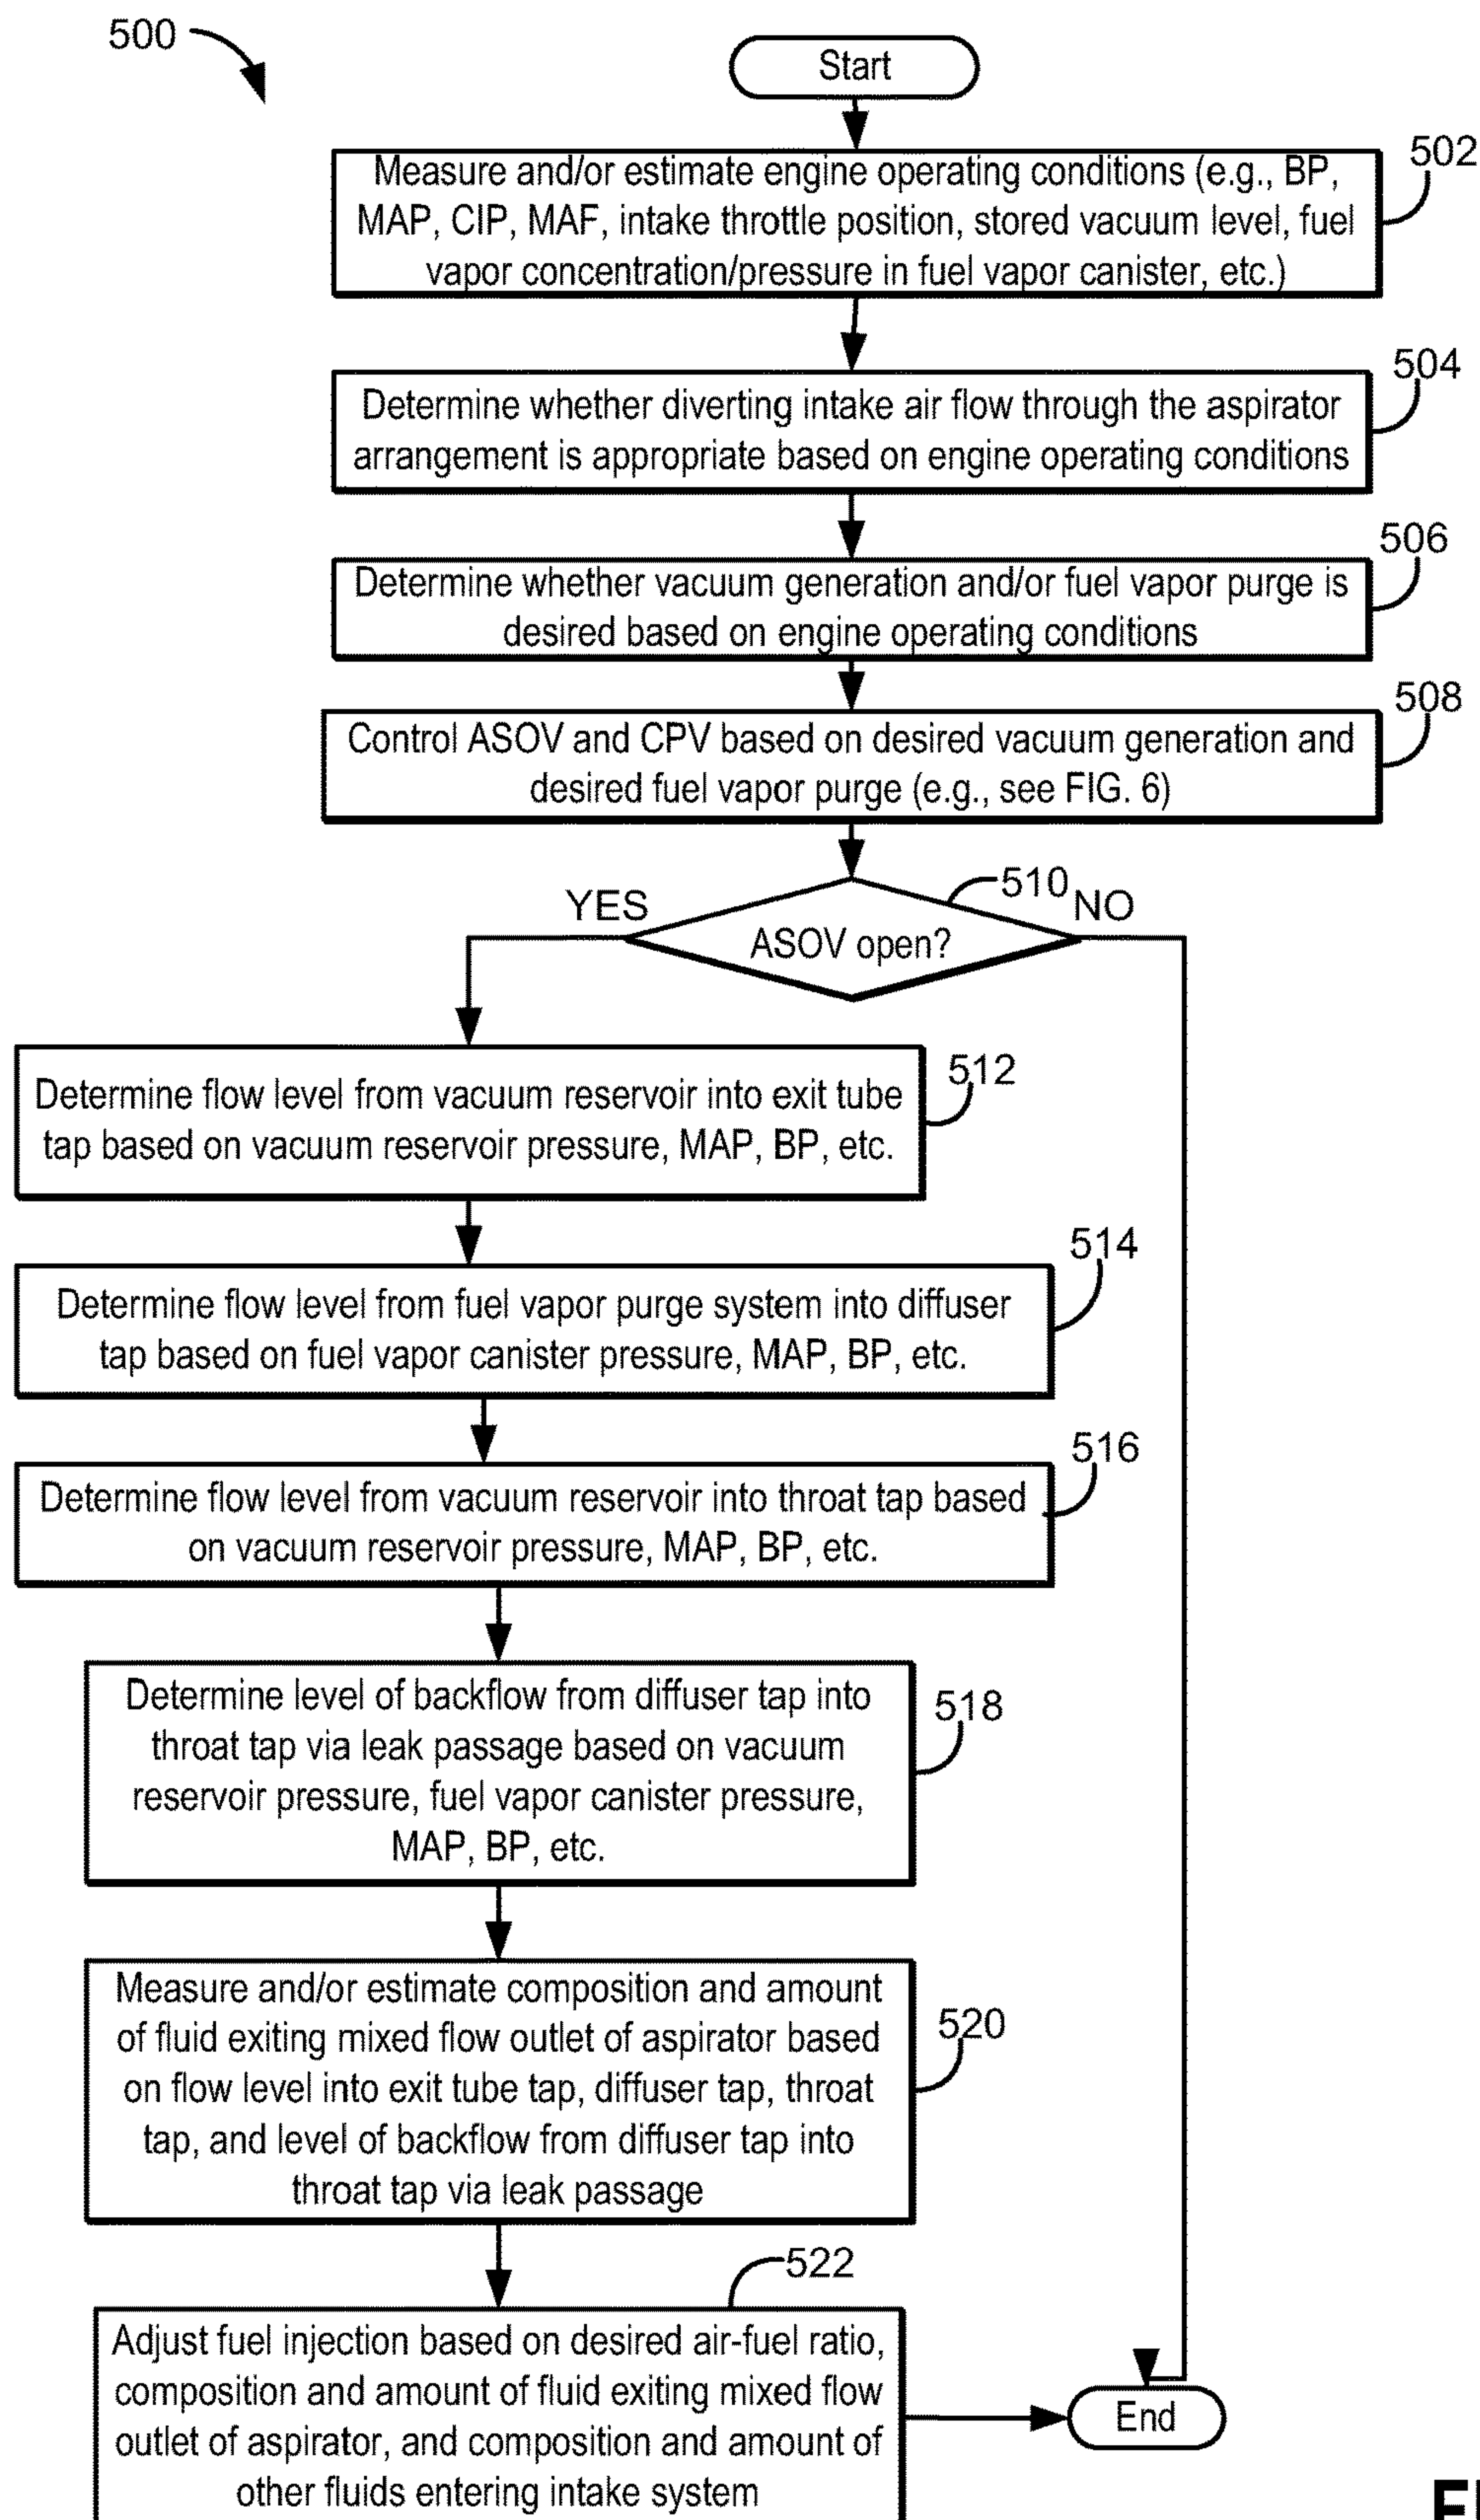 500
Start
Measure and/or estimate engine operating conditions (e.g., BP,
MAP, CIP, MAF, intake throttle position, stored vacuum level, fuel
vapor concentration/pressure in fuel vapor canister, etc.)
502
Determine whether diverting intake air flow through the aspirator
arrangement is appropriate based on engine operating conditions
504
Determine whether vacuum generation and/or fuel vapor purge is
desired based on engine operating conditions
506
Control ASOV and CPV based on desired vacuum generation and
desired fuel vapor purge (e.g., see FIG. 6)
508
510
YES
NO
ASOV open?
Determine flow level from vacuum reservoir into exit tube
tap based on vacuum reservoir pressure, MAP, BP, etc.
512
Determine flow level from fuel vapor purge system into diffuser
tap based on fuel vapor canister pressure, MAP, BP, etc.
514
Determine flow level from vacuum reservoir into throat tap based
on vacuum reservoir pressure, MAP, BP, etc.
516
Determine level of backflow from diffuser tap into
throat tap via leak passage based on vacuum
reservoir pressure, fuel vapor canister pressure,
MAP, BP, etc.
518
Measure and/or estimate composition and amount
of fluid exiting mixed flow outlet of aspirator based
on flow level into exit tube tap, diffuser tap, throat
tap, and level of backflow from diffuser tap into
throat tap via leak passage
520
522
Adjust fuel injection based on desired air-fuel ratio,
composition and amount of fluid exiting mixed flow
outlet of aspirator, and composition and amount of
other fluids entering intake system
End